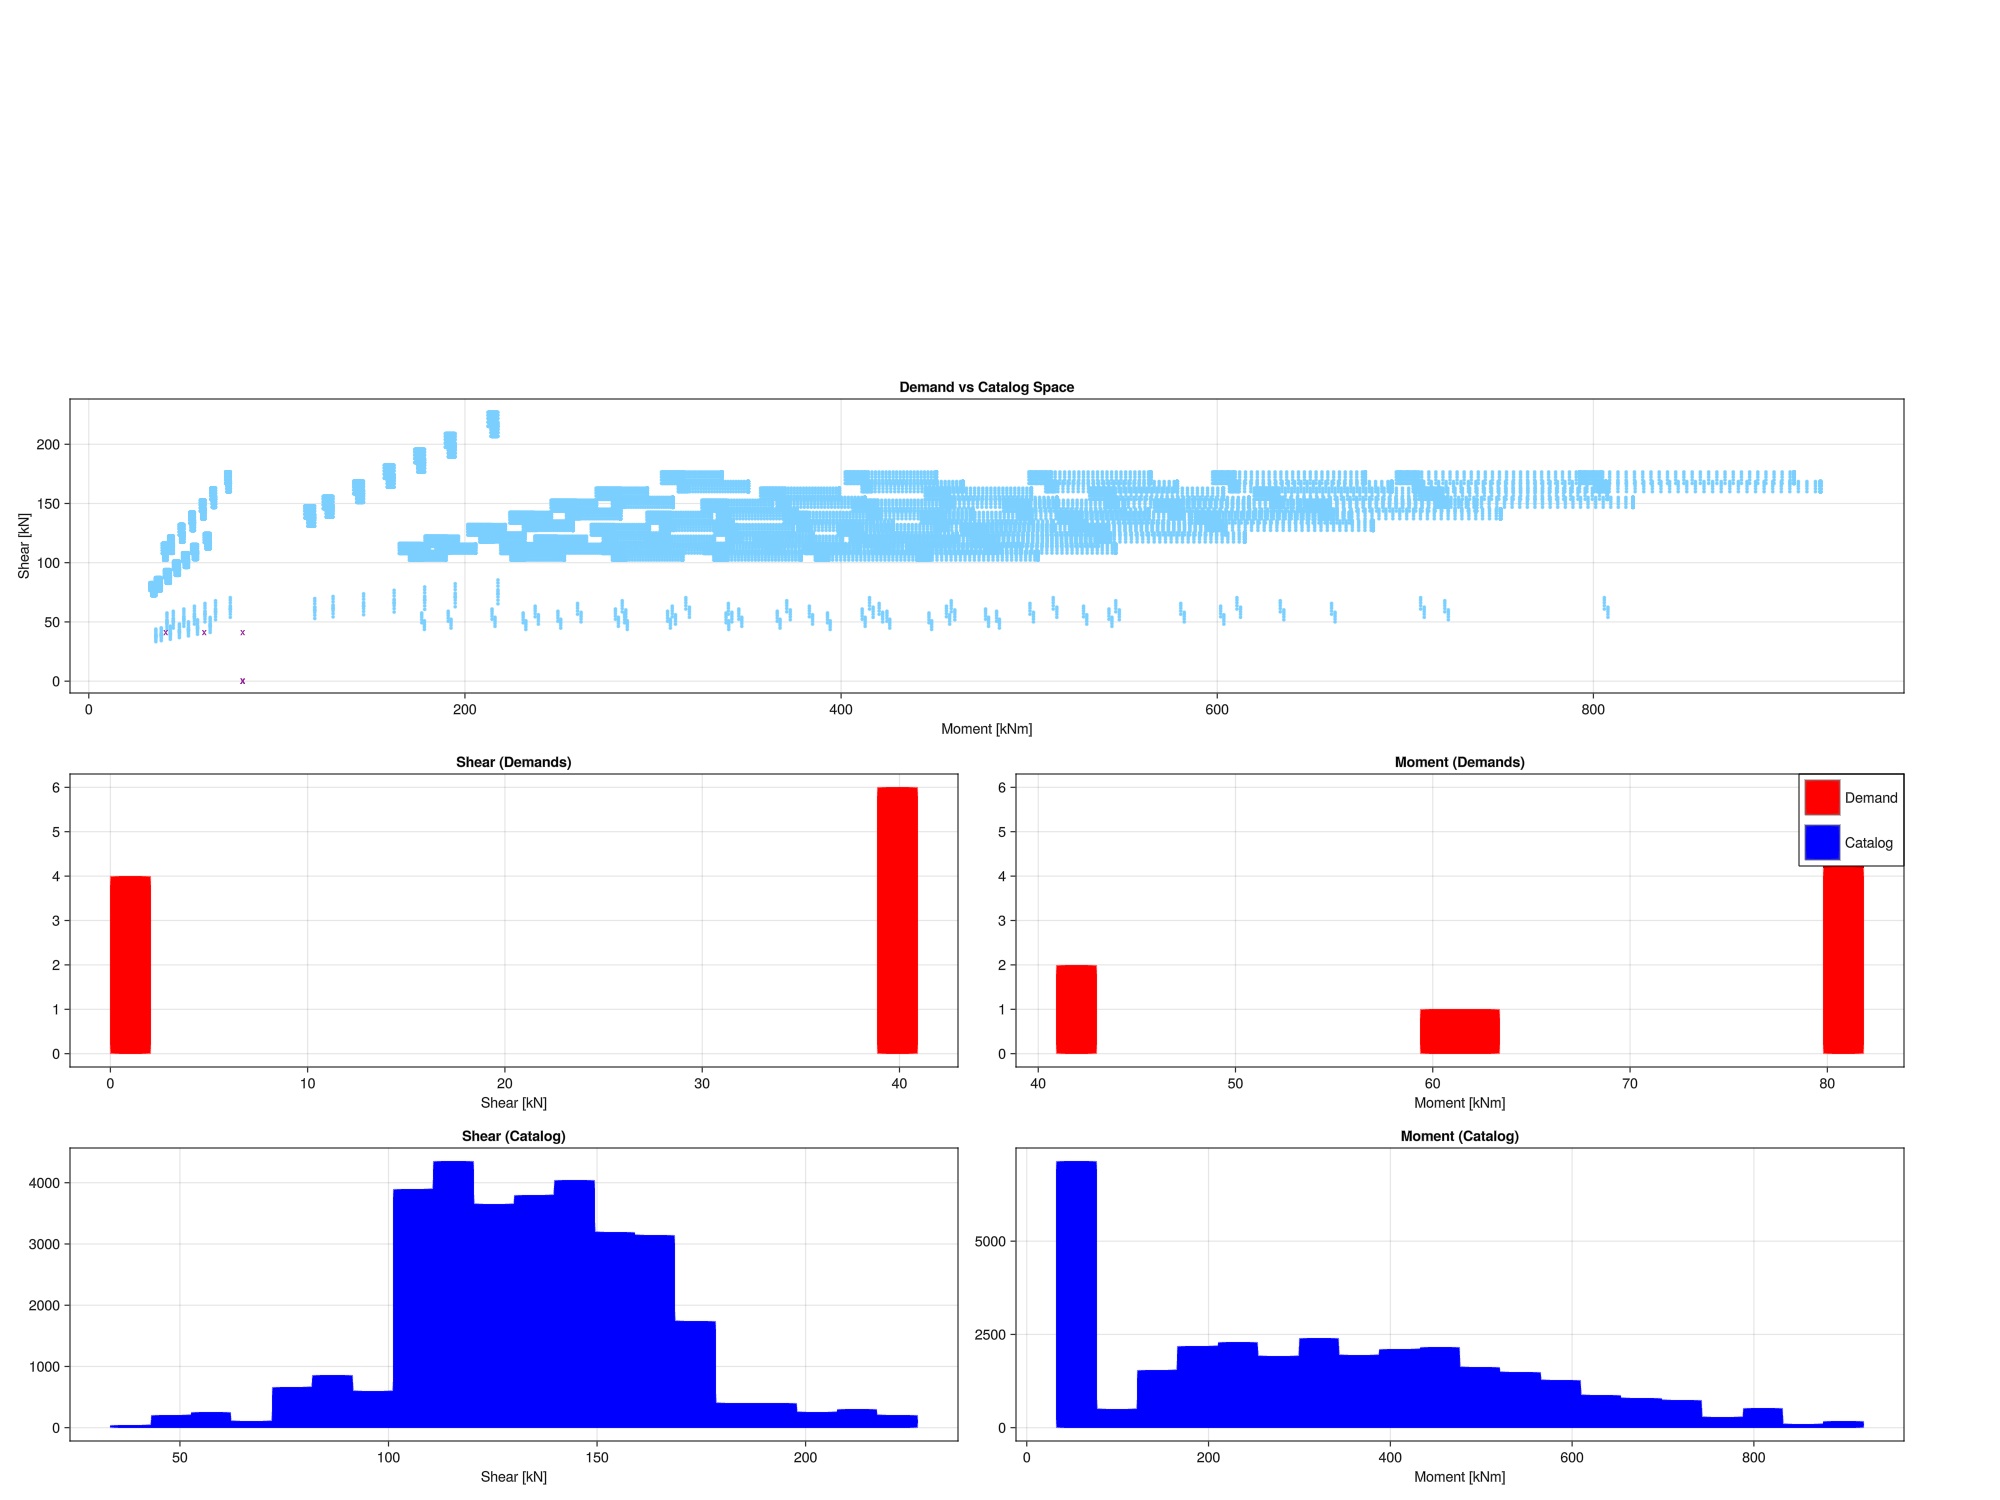 Demand vs Catalog Space
200
150
100
50
0
Shear [kN]
0 200 400 600 800
Moment [kNm]
Shear (Demands)
6
5
4
3
2
1
0
0 10 20 30 40
Shear [kN]
Moment (Demands)
6
5
4
3
2
1
0
Demand
Catalog
40 50 60 70 80
Moment [kNm]
Shear (Catalog)
4000
3000
2000
1000
0
50 100 150 200
Shear [kN]
Moment (Catalog)
5000
2500
0
0 200 400 600 800
Moment [kNm]